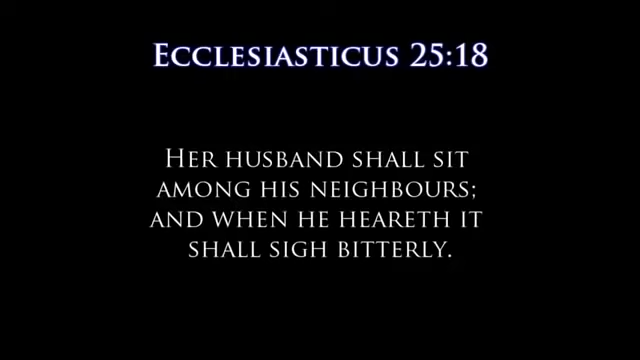 Ecclesiasticus 25:18
Her husband shall sit
among his neighbours;
and when he heareth it
shall sigh bitterly.